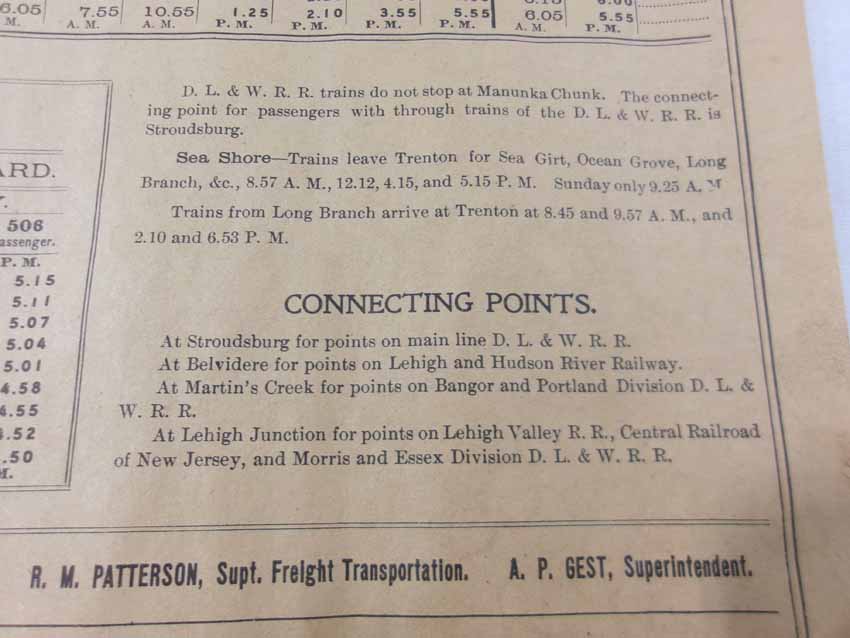 6.05 7.55 10.55 1.25 2.10 3.55 5.55 6.05 5.55
M. A. M. A. M. P. M. P. M. P. M. P. M. A. M. P. M.
D. L. & W. R. R. trains do not stop at Manunka Chunk. The connect-
ing point for passengers with through trains of the D. L. & W. R. R. is
Stroudsburg.
Sea Shore—Trains leave Trenton for Sea Girt, Ocean Grove, Long
Branch, &c., 8.57 A. M., 12.12, 4.15, and 5.15 P. M. Sunday only 9.25 A. M
Trains from Long Branch arrive at Trenton at 8.45 and 9.57 A. M., and
2.10 and 6.53 P. M.
ARD.
506
assenger.
P. M.
5.15
5.11
5.07
5.04
5.01
4.58
4.55
.52
.50
M.
CONNECTING POINTS.
At Stroudsburg for points on main line D. L. & W. R. R.
At Belvidere for points on Lehigh and Hudson River Railway.
At Martin's Creek for points on Bangor and Portland Division D. L. &
W. R. R.
At Lehigh Junction for points on Lehigh Valley R. R., Central Railroad
of New Jersey, and Morris and Essex Division D. L. & W. R. R.
R. M. PATTERSON, Supt. Freight Transportation. A. P. GEST, Superintendent.